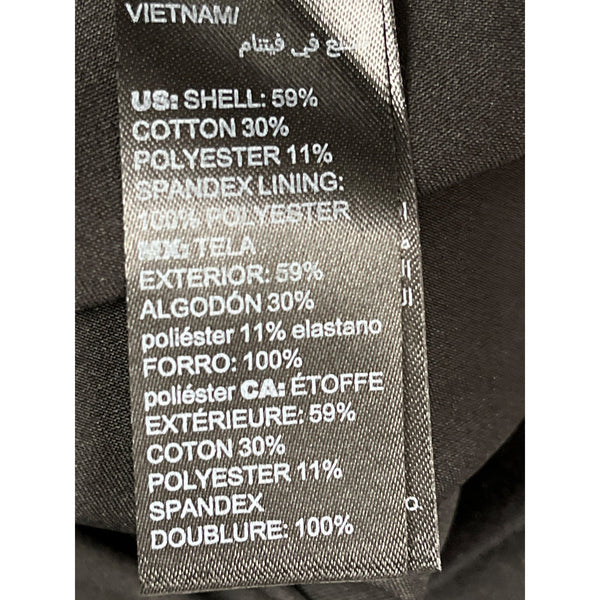 VIETNAM/
صنع في فيتنام
US: SHELL: 59%
COTTON 30%
POLYESTER 11%
SPANDEX LINING:
100% POLYESTER
MX: TELA
EXTERIOR: 59%
ALGODÓN 30%
poliéster 11% elastano
FORRO: 100%
poliéster CA: ÉTOFFE
EXTÉRIEURE: 59%
COTON 30%
POLYESTER 11%
SPANDEX
DOUBLURE: 100%